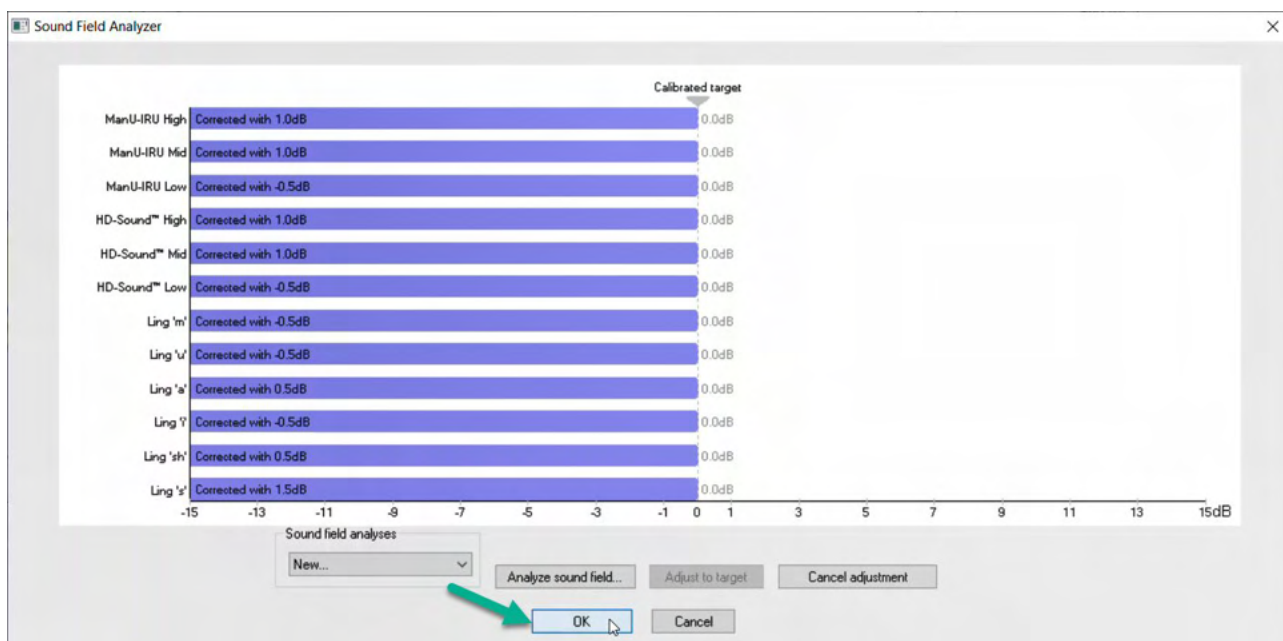 Sound Field Analyzer
Calibrated target
ManU-IRU High Corrected with 1.0dB 0.0dB
ManU-IRU Mid Corrected with 1.0dB 0.0dB
ManU-IRU Low Corrected with -0.5dB 0.0dB
HD-Sound™ High Corrected with 1.0dB 0.0dB
HD-Sound™ Mid Corrected with 1.0dB 0.0dB
HD-Sound™ Low Corrected with -0.5dB 0.0dB
Ling 'm' Corrected with -0.5dB 0.0dB
Ling 'u' Corrected with -0.5dB 0.0dB
Ling 'a' Corrected with 0.5dB 0.0dB
Ling 'i' Corrected with -0.5dB 0.0dB
Ling 'sh' Corrected with 0.5dB 0.0dB
Ling 's' Corrected with 1.5dB 0.0dB
-15 -13 -11 -9 -7 -5 -3 -1 0 1 3 5 7 9 11 13 15dB
Sound field analyses
New... Analyze sound field... Adjust to target Cancel adjustment
OK Cancel